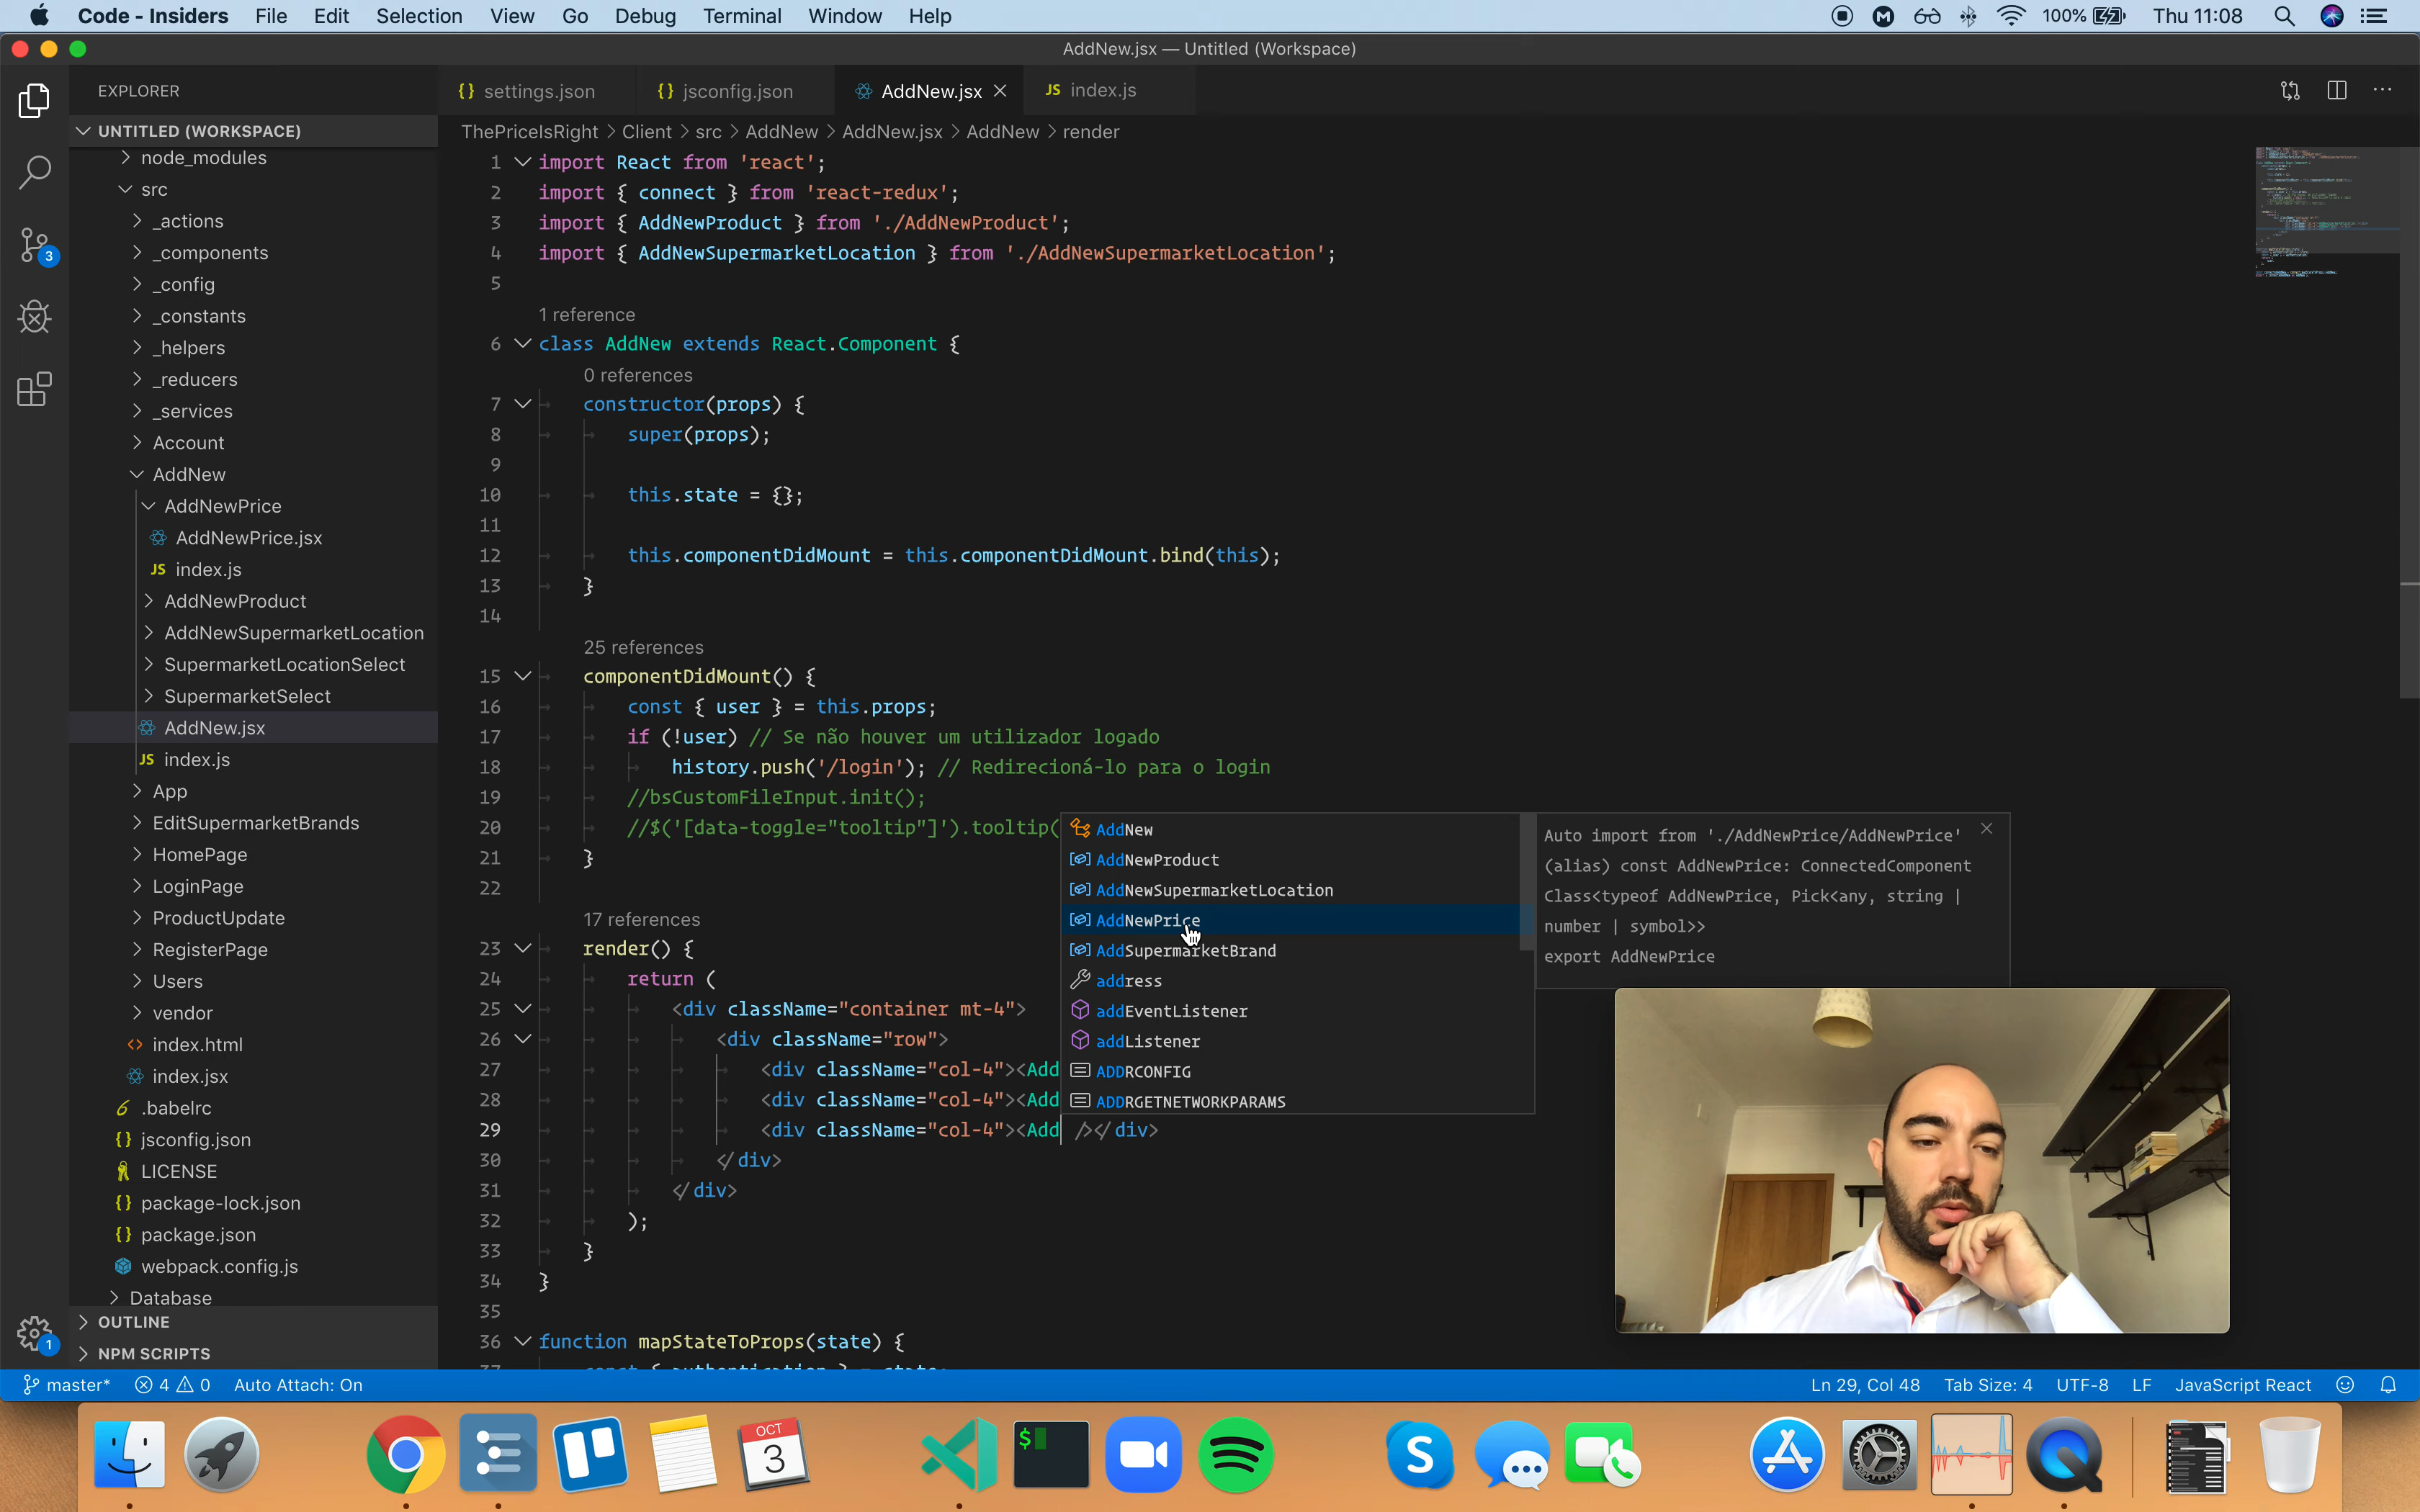 Code - Insiders File Edit Selection View Go Debug Terminal Window Help 100% Thu 11:08
AddNew.jsx — Untitled (Workspace)
EXPLORER
UNTITLED (WORKSPACE)
node_modules
src
_actions
_components
_config
_constants
_helpers
_reducers
_services
Account
AddNew
AddNewPrice
AddNewPrice.jsx
JS index.js
AddNewProduct
AddNewSupermarketLocation
SupermarketLocationSelect
SupermarketSelect
AddNew.jsx
JS index.js
App
EditSupermarketBrands
HomePage
LoginPage
ProductUpdate
RegisterPage
Users
vendor
<> index.html
index.jsx
.babelrc
{} jsconfig.json
LICENSE
{} package-lock.json
{} package.json
webpack.config.js
Database
OUTLINE
NPM SCRIPTS
3
1
{} settings.json {} jsconfig.json AddNew.jsx JS index.js
ThePriceIsRight > Client > src > AddNew > AddNew.jsx > AddNew > render
1 import React from 'react';
2 import { connect } from 'react-redux';
3 import { AddNewProduct } from './AddNewProduct';
4 import { AddNewSupermarketLocation } from './AddNewSupermarketLocation';
5
1 reference
6 class AddNew extends React.Component {
0 references
7 constructor(props) {
8 super(props);
9
10 this.state = {};
11
12 this.componentDidMount = this.componentDidMount.bind(this);
13 }
14
25 references
15 componentDidMount() {
16 const { user } = this.props;
17 if (!user) // Se não houver um utilizador logado
18 history.push('/login'); // Redirecioná-lo para o login
19 //bsCustomFileInput.init();
20 //$('[data-toggle="tooltip"]').tooltip(
21 }
22
17 references
23 render() {
24 return (
25 <div className="container mt-4">
26 <div className="row">
27 <div className="col-4"><Add
28 <div className="col-4"><Add
29 <div className="col-4"><Add /></div>
30 </div>
31 </div>
32 );
33 }
34 }
35
36 function mapStateToProps(state) {
37 const { authentication } = state;
AddNew
AddNewProduct
AddNewSupermarketLocation
AddNewPrice
AddSupermarketBrand
address
addEventListener
addListener
ADDRCONFIG
ADDRGETNETWORKPARAMS
Auto import from './AddNewPrice/AddNewPrice'
(alias) const AddNewPrice: ConnectedComponent
Class<typeof AddNewPrice, Pick<any, string |
number | symbol>>
export AddNewPrice
master* 4 0 Auto Attach: On Ln 29, Col 48 Tab Size: 4 UTF-8 LF JavaScript React
OCT
3
$
S